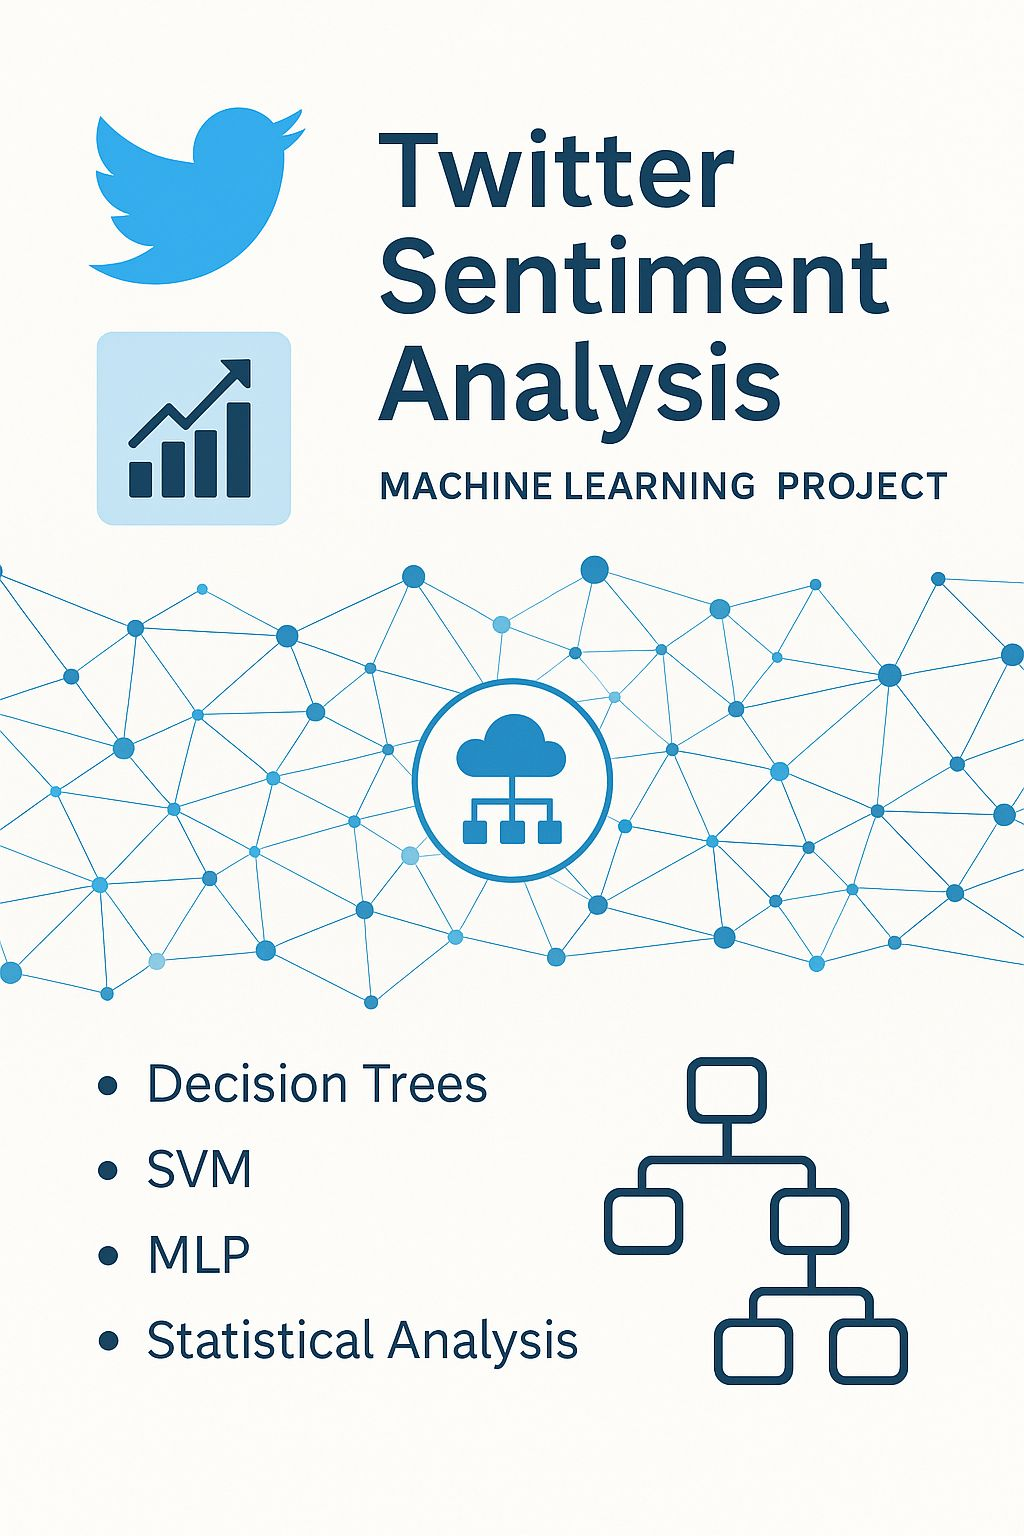 Twitter
Sentiment
Analysis
MACHINE LEARNING PROJECT
• Decision Trees
• SVM
• MLP
• Statistical Analysis